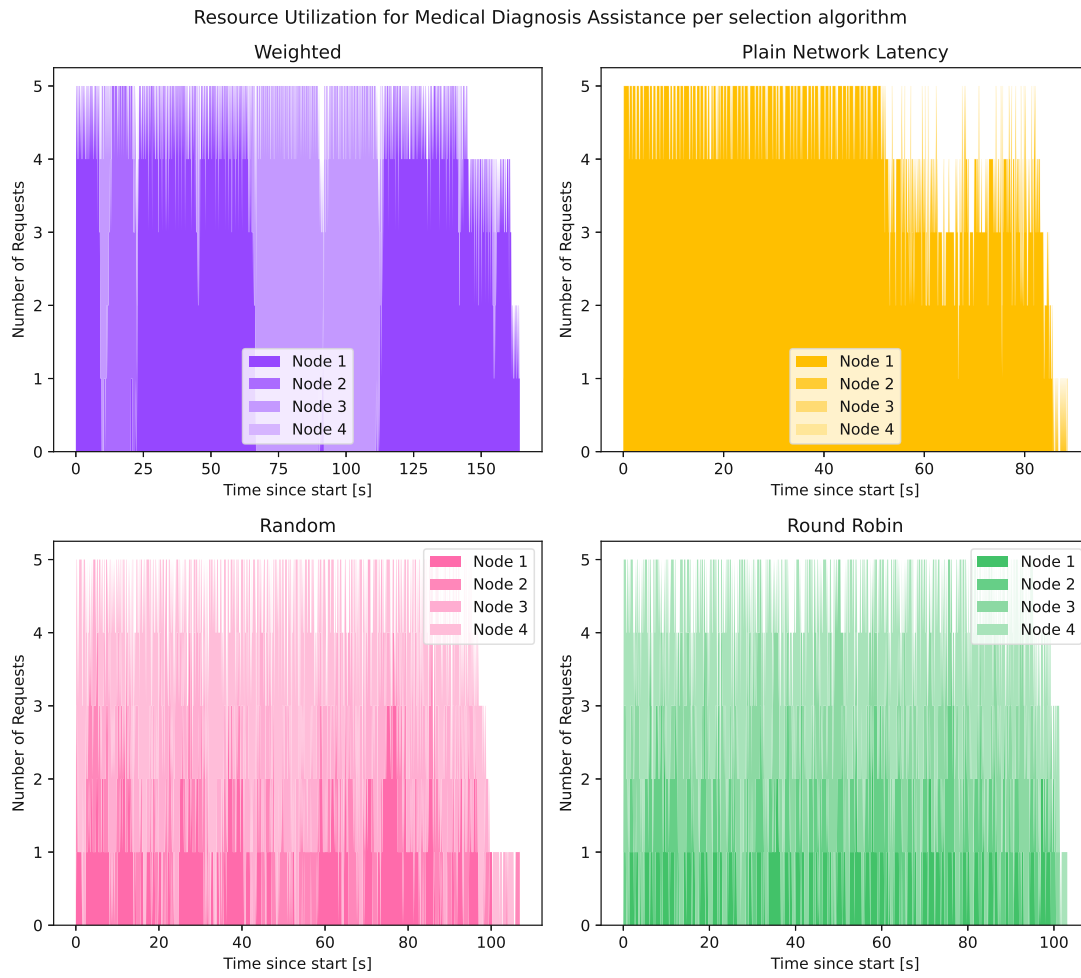 Resource Utilization for Medical Diagnosis Assistance per selection algorithm
Weighted
Number of Requests
5
4
3
2
1
0
Node 1
Node 2
Node 3
Node 4
0 25 50 75 100 125 150
Time since start [s]
Plain Network Latency
Number of Requests
5
4
3
2
1
0
Node 1
Node 2
Node 3
Node 4
0 20 40 60 80
Time since start [s]
Random
Number of Requests
5
4
3
2
1
0
Node 1
Node 2
Node 3
Node 4
0 20 40 60 80 100
Time since start [s]
Round Robin
Number of Requests
5
4
3
2
1
0
Node 1
Node 2
Node 3
Node 4
0 20 40 60 80 100
Time since start [s]